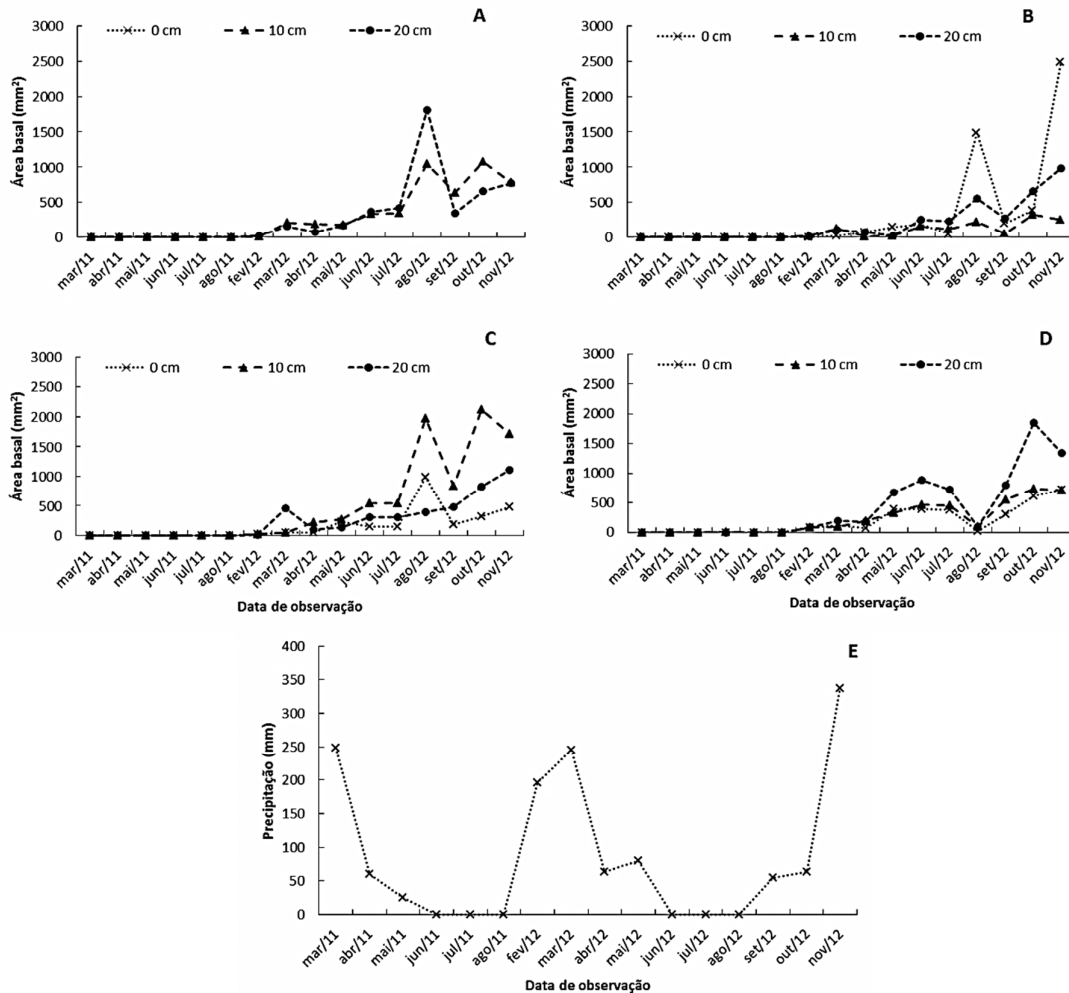 A
0 cm 10 cm 20 cm
Área basal (mm²)
3000
2500
2000
1500
1000
500
0
mar/11 abr/11 mai/11 jun/11 jul/11 ago/11 fev/12 mar/12 abr/12 mai/12 jun/12 jul/12 ago/12 set/12 out/12 nov/12
B
0 cm 10 cm 20 cm
Área basal (mm²)
3000
2500
2000
1500
1000
500
0
mar/11 abr/11 mai/11 jun/11 jul/11 ago/11 fev/12 mar/12 abr/12 mai/12 jun/12 jul/12 ago/12 set/12 out/12 nov/12
C
0 cm 10 cm 20 cm
Área basal (mm²)
3000
2500
2000
1500
1000
500
0
mar/11 abr/11 mai/11 jun/11 jul/11 ago/11 fev/12 mar/12 abr/12 mai/12 jun/12 jul/12 ago/12 set/12 out/12 nov/12
Data de observação
D
0 cm 10 cm 20 cm
Área basal (mm²)
3000
2500
2000
1500
1000
500
0
mar/11 abr/11 mai/11 jun/11 jul/11 ago/11 fev/12 mar/12 abr/12 mai/12 jun/12 jul/12 ago/12 set/12 out/12 nov/12
Data de observação
E
Precipitação (mm)
400
350
300
250
200
150
100
50
0
mar/11 abr/11 mai/11 jun/11 jul/11 ago/11 fev/12 mar/12 abr/12 mai/12 jun/12 jul/12 ago/12 set/12 out/12 nov/12
Data de observação